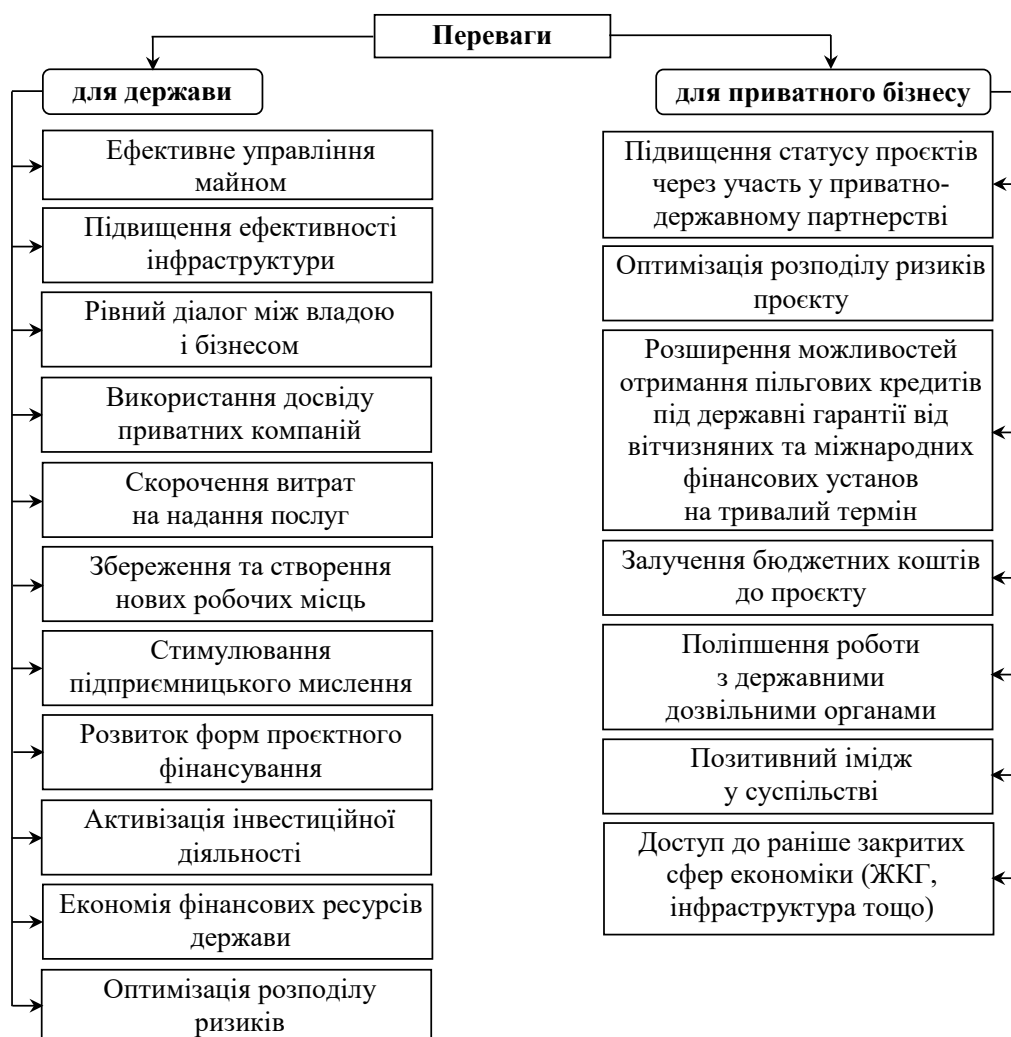 Переваги
для держави
Ефективне управління
майном
Підвищення ефективності
інфраструктури
Рівний діалог між владою
і бізнесом
Використання досвіду
приватних компаній
Скорочення витрат
на надання послуг
Збереження та створення
нових робочих місць
Стимулювання
підприємницького мислення
Розвиток форм проєктного
фінансування
Активізація інвестиційної
діяльності
Економія фінансових ресурсів
держави
Оптимізація розподілу
ризиків
для приватного бізнесу
Підвищення статусу проєктів
через участь у приватно-
державному партнерстві
Оптимізація розподілу ризиків
проєкту
Розширення можливостей
отримання пільгових кредитів
під державні гарантії від
вітчизняних та міжнародних
фінансових установ
на тривалий термін
Залучення бюджетних коштів
до проєкту
Поліпшення роботи
з державними
дозвільними органами
Позитивний імідж
у суспільстві
Доступ до раніше закритих
сфер економіки (ЖКГ,
інфраструктура тощо)